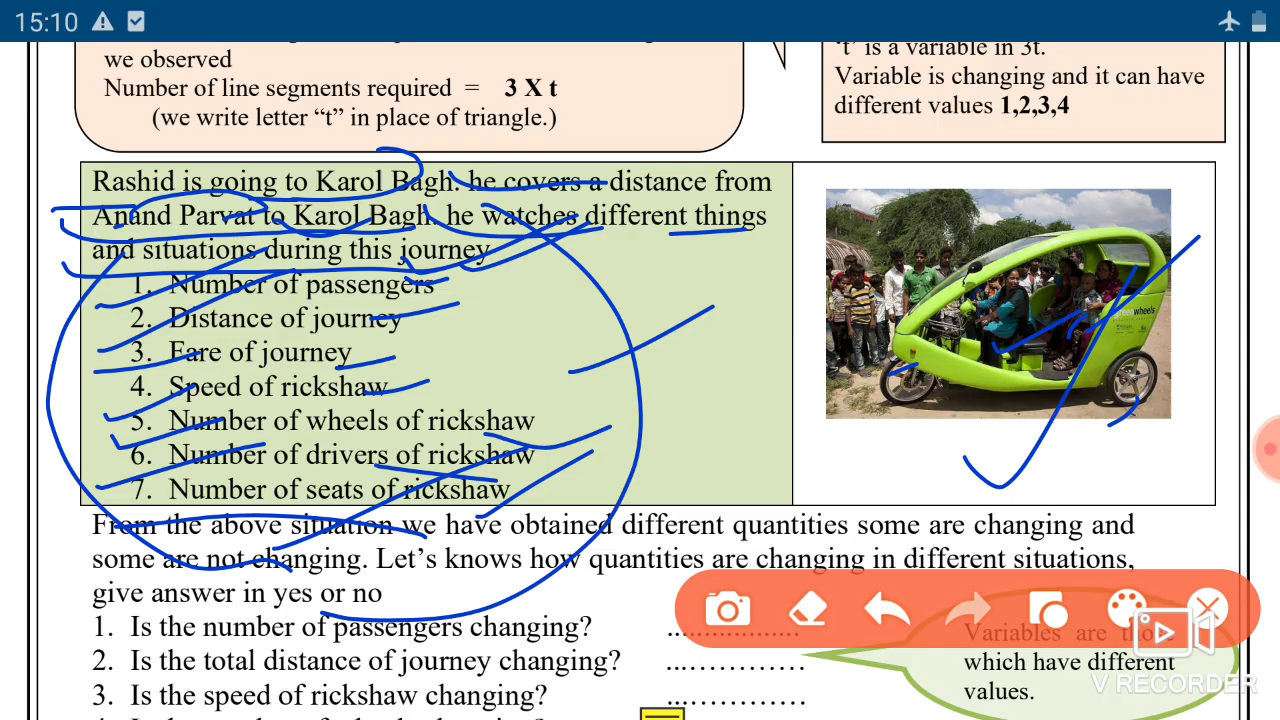 15:10
we observed
Number of line segments required = 3 X t
(we write letter “t” in place of triangle.)
‘t’ is a variable in 3t.
Variable is changing and it can have
different values 1,2,3,4
Rashid is going to Karol Bagh. he covers a distance from
Anand Parvat to Karol Bagh. he watches different things
and situations during this journey
1. Number of passengers
2. Distance of journey
3. Fare of journey
4. Speed of rickshaw
5. Number of wheels of rickshaw
6. Number of drivers of rickshaw
7. Number of seats of rickshaw
wheels
From the above situation we have obtained different quantities some are changing and
some are not changing. Let’s knows how quantities are changing in different situations,
give answer in yes or no
1. Is the number of passengers changing? ..................
2. Is the total distance of journey changing? ...…………
3. Is the speed of rickshaw changing? ...…………
Variables are those
which have different
values.
V RECORDER